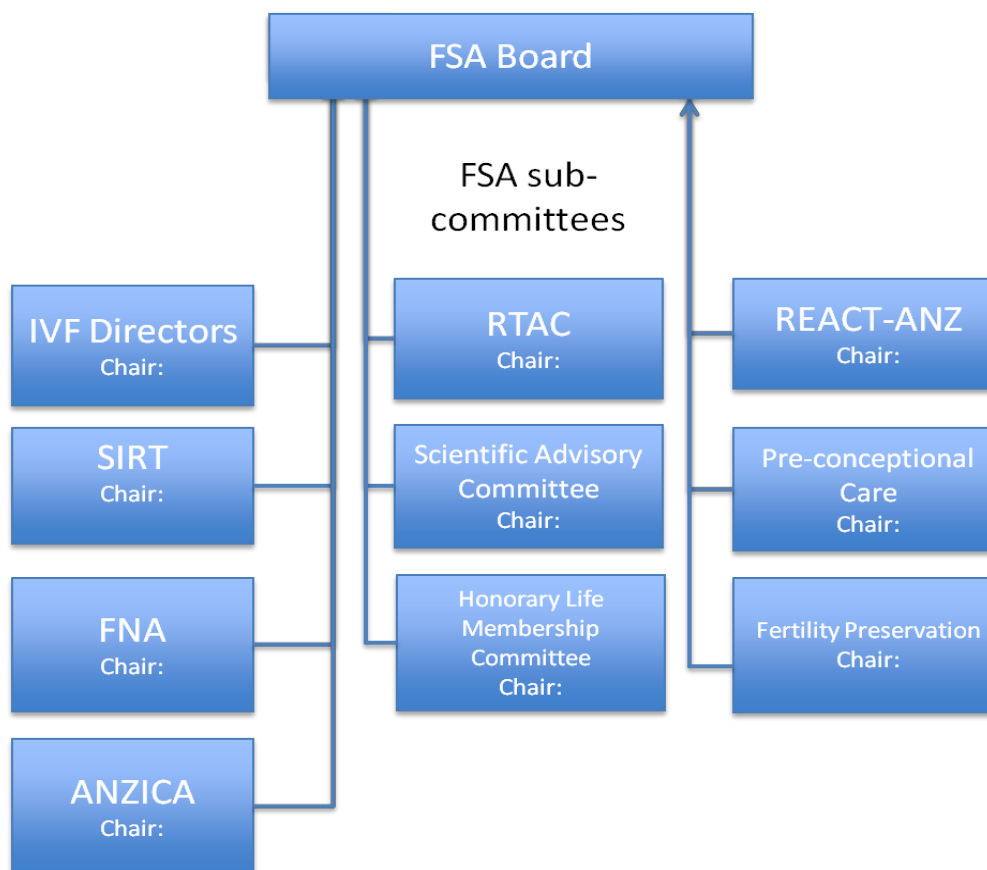 FSA Board
FSA sub-
committees
IVF Directors
Chair:
SIRT
Chair:
FNA
Chair:
ANZICA
Chair:
RTAC
Chair:
Scientific Advisory
Committee
Chair:
Honorary Life
Membership
Committee
Chair:
REACT-ANZ
Chair:
Pre-conceptional
Care
Chair:
Fertility Preservation
Chair: